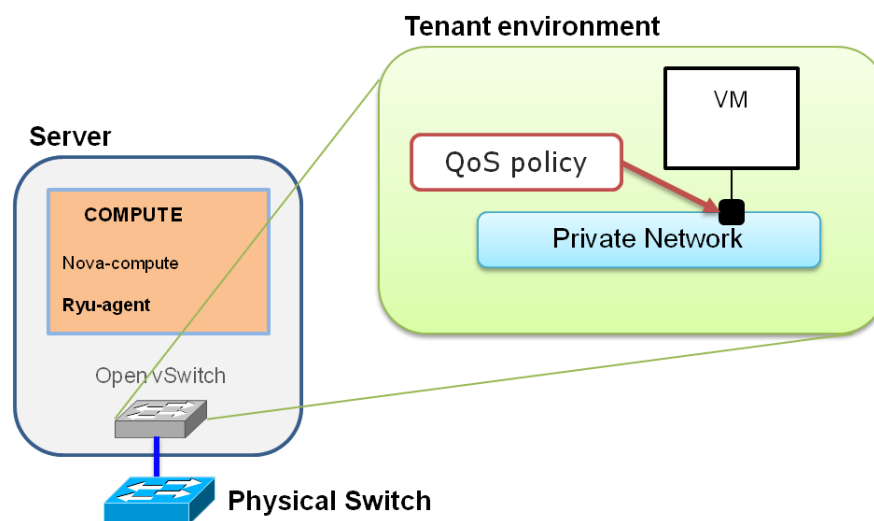 Tenant environment
VM
QoS policy
Private Network
Server
COMPUTE
Nova-compute
Ryu-agent
Open vSwitch
Physical Switch